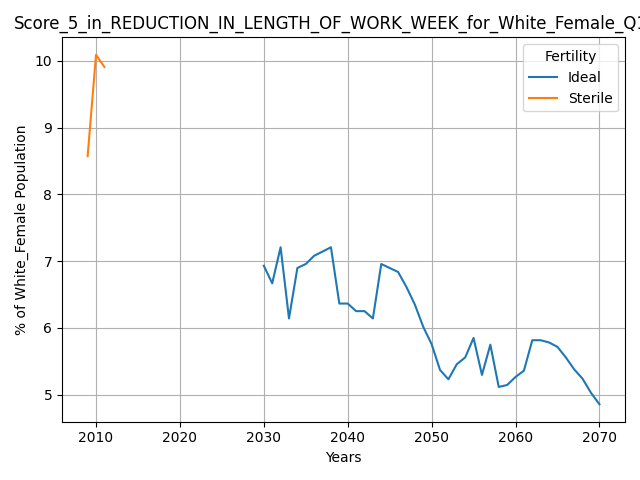 Score_5_in_REDUCTION_IN_LENGTH_OF_WORK_WEEK_for_White_Female_Q1
Fertility
Ideal
Sterile
% of White_Female Population
10
9
8
7
6
5
2010 2020 2030 2040 2050 2060 2070
Years